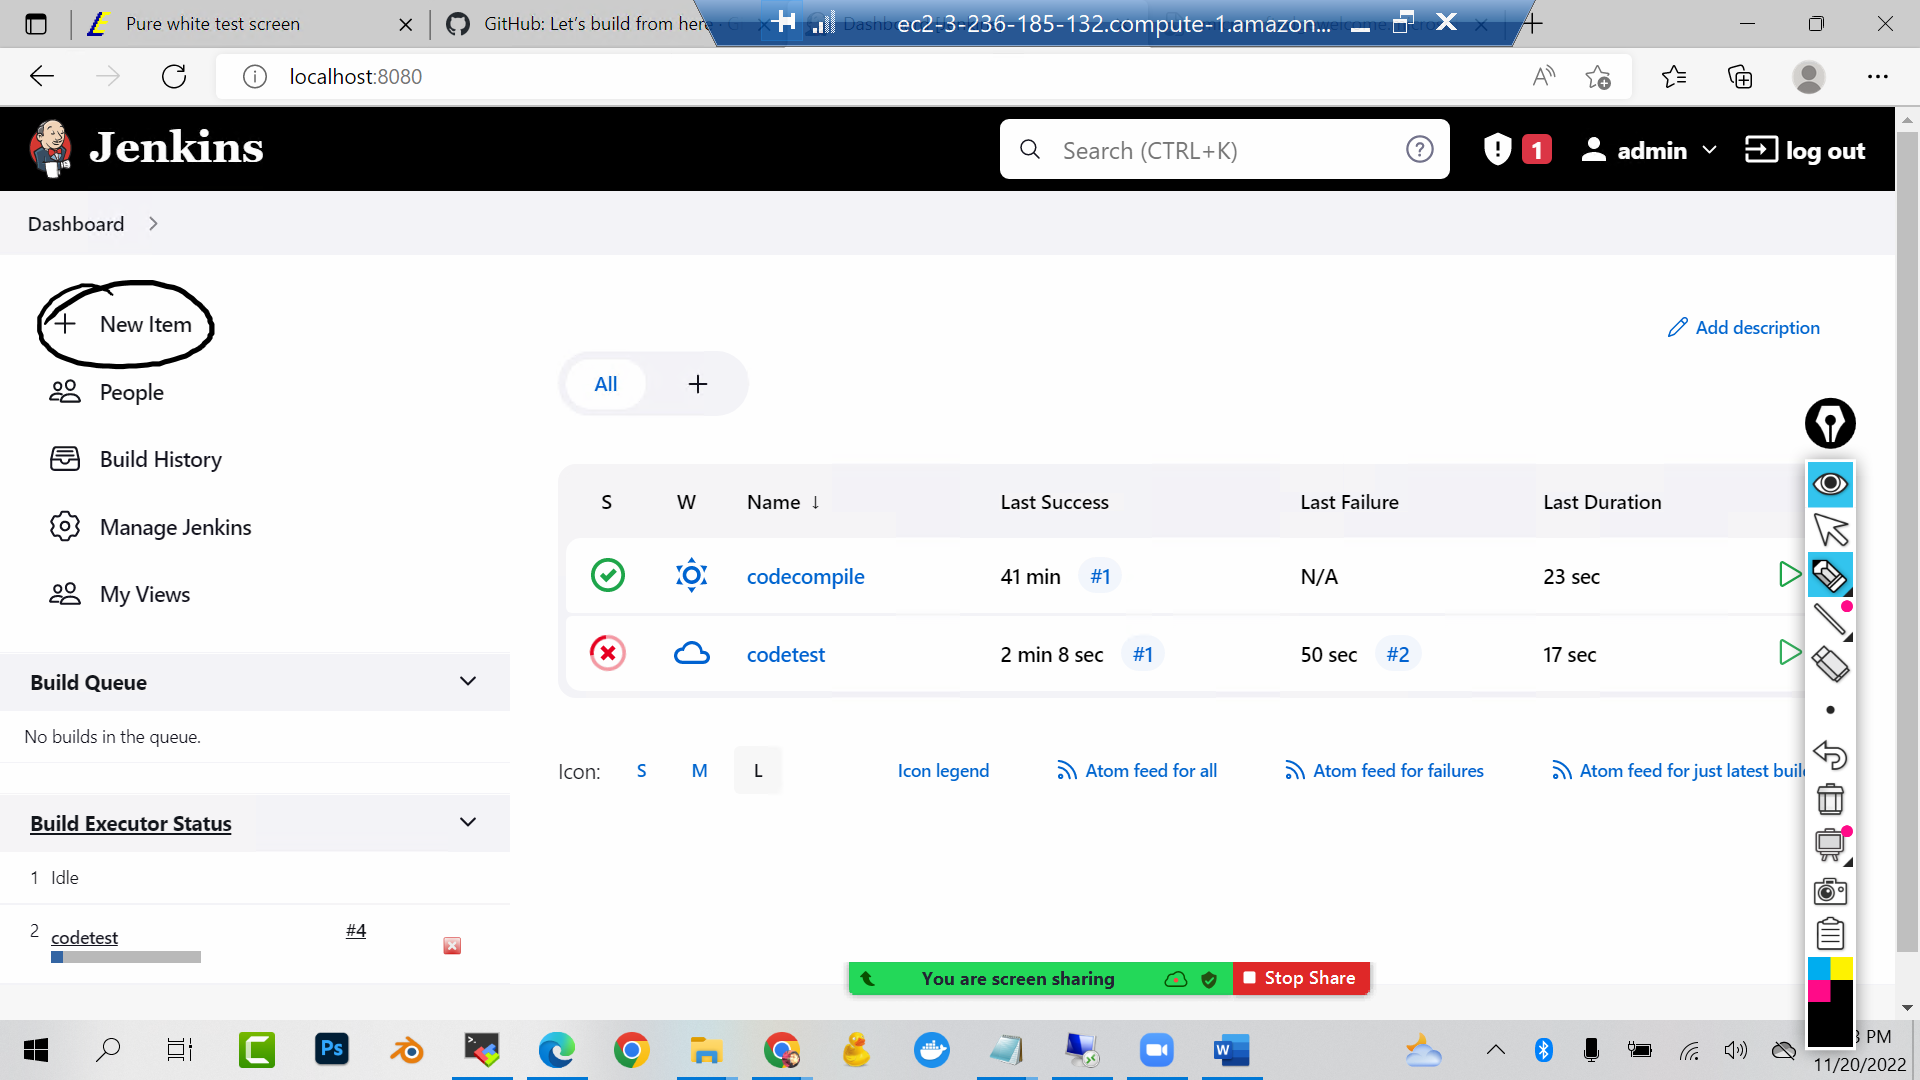 Pure white test screen
GitHub: Let's build from here
ec2-3-236-185-132.compute-1.amazon...
localhost:8080
Jenkins
Search (CTRL+K)
1
admin
log out
Dashboard
New Item
People
Build History
Manage Jenkins
My Views
Add description
All
+
S W Name ↓ Last Success Last Failure Last Duration
codecompile 41 min #1 N/A 23 sec
codetest 2 min 8 sec #1 50 sec #2 17 sec
Build Queue
No builds in the queue.
Icon: S M L Icon legend Atom feed for all Atom feed for failures Atom feed for just latest
Build Executor Status
1 Idle
2 codetest #4
You are screen sharing
Stop Share
Ps
W
PM
11/20/2022